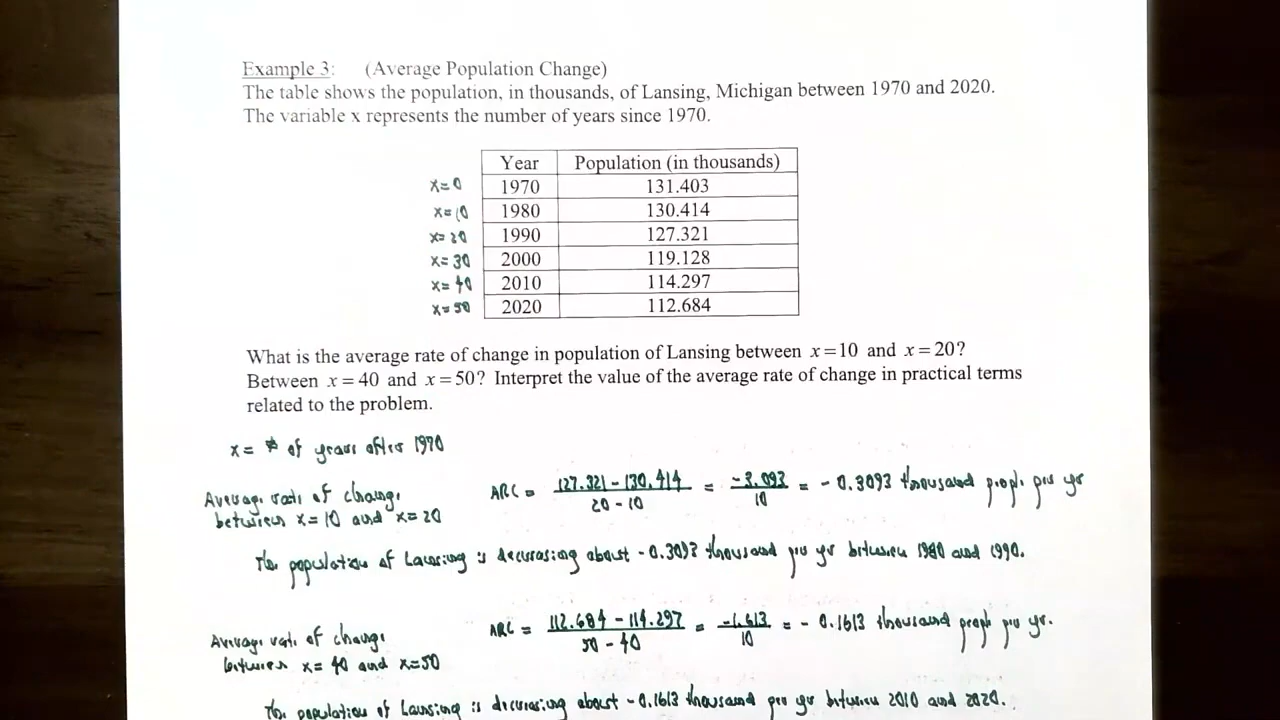 Example 3: (Average Population Change)
The table shows the population, in thousands, of Lansing, Michigan between 1970 and 2020.
The variable x represents the number of years since 1970.
Year Population (in thousands)
x=0 1970 131.403
x=10 1980 130.414
x=20 1990 127.321
x=30 2000 119.128
x=40 2010 114.297
x=50 2020 112.684
What is the average rate of change in population of Lansing between x=10 and x=20?
Between x=40 and x=50? Interpret the value of the average rate of change in practical terms
related to the problem.
x = # of years after 1970
Average rate of change
between x=10 and x=20
ARC = (127.321 - 130.414)/(20 - 10) = -3.093/10 = -0.3093 thousand people per yr
The population of Lansing is decreasing about -0.3093 thousand per yr between 1980 and 1990.
Average rate of change
between x=40 and x=50
ARC = (112.684 - 114.297)/(50 - 40) = -1.613/10 = -0.1613 thousand people per yr.
The population of Lansing is decreasing about -0.1613 thousand per yr between 2010 and 2020.